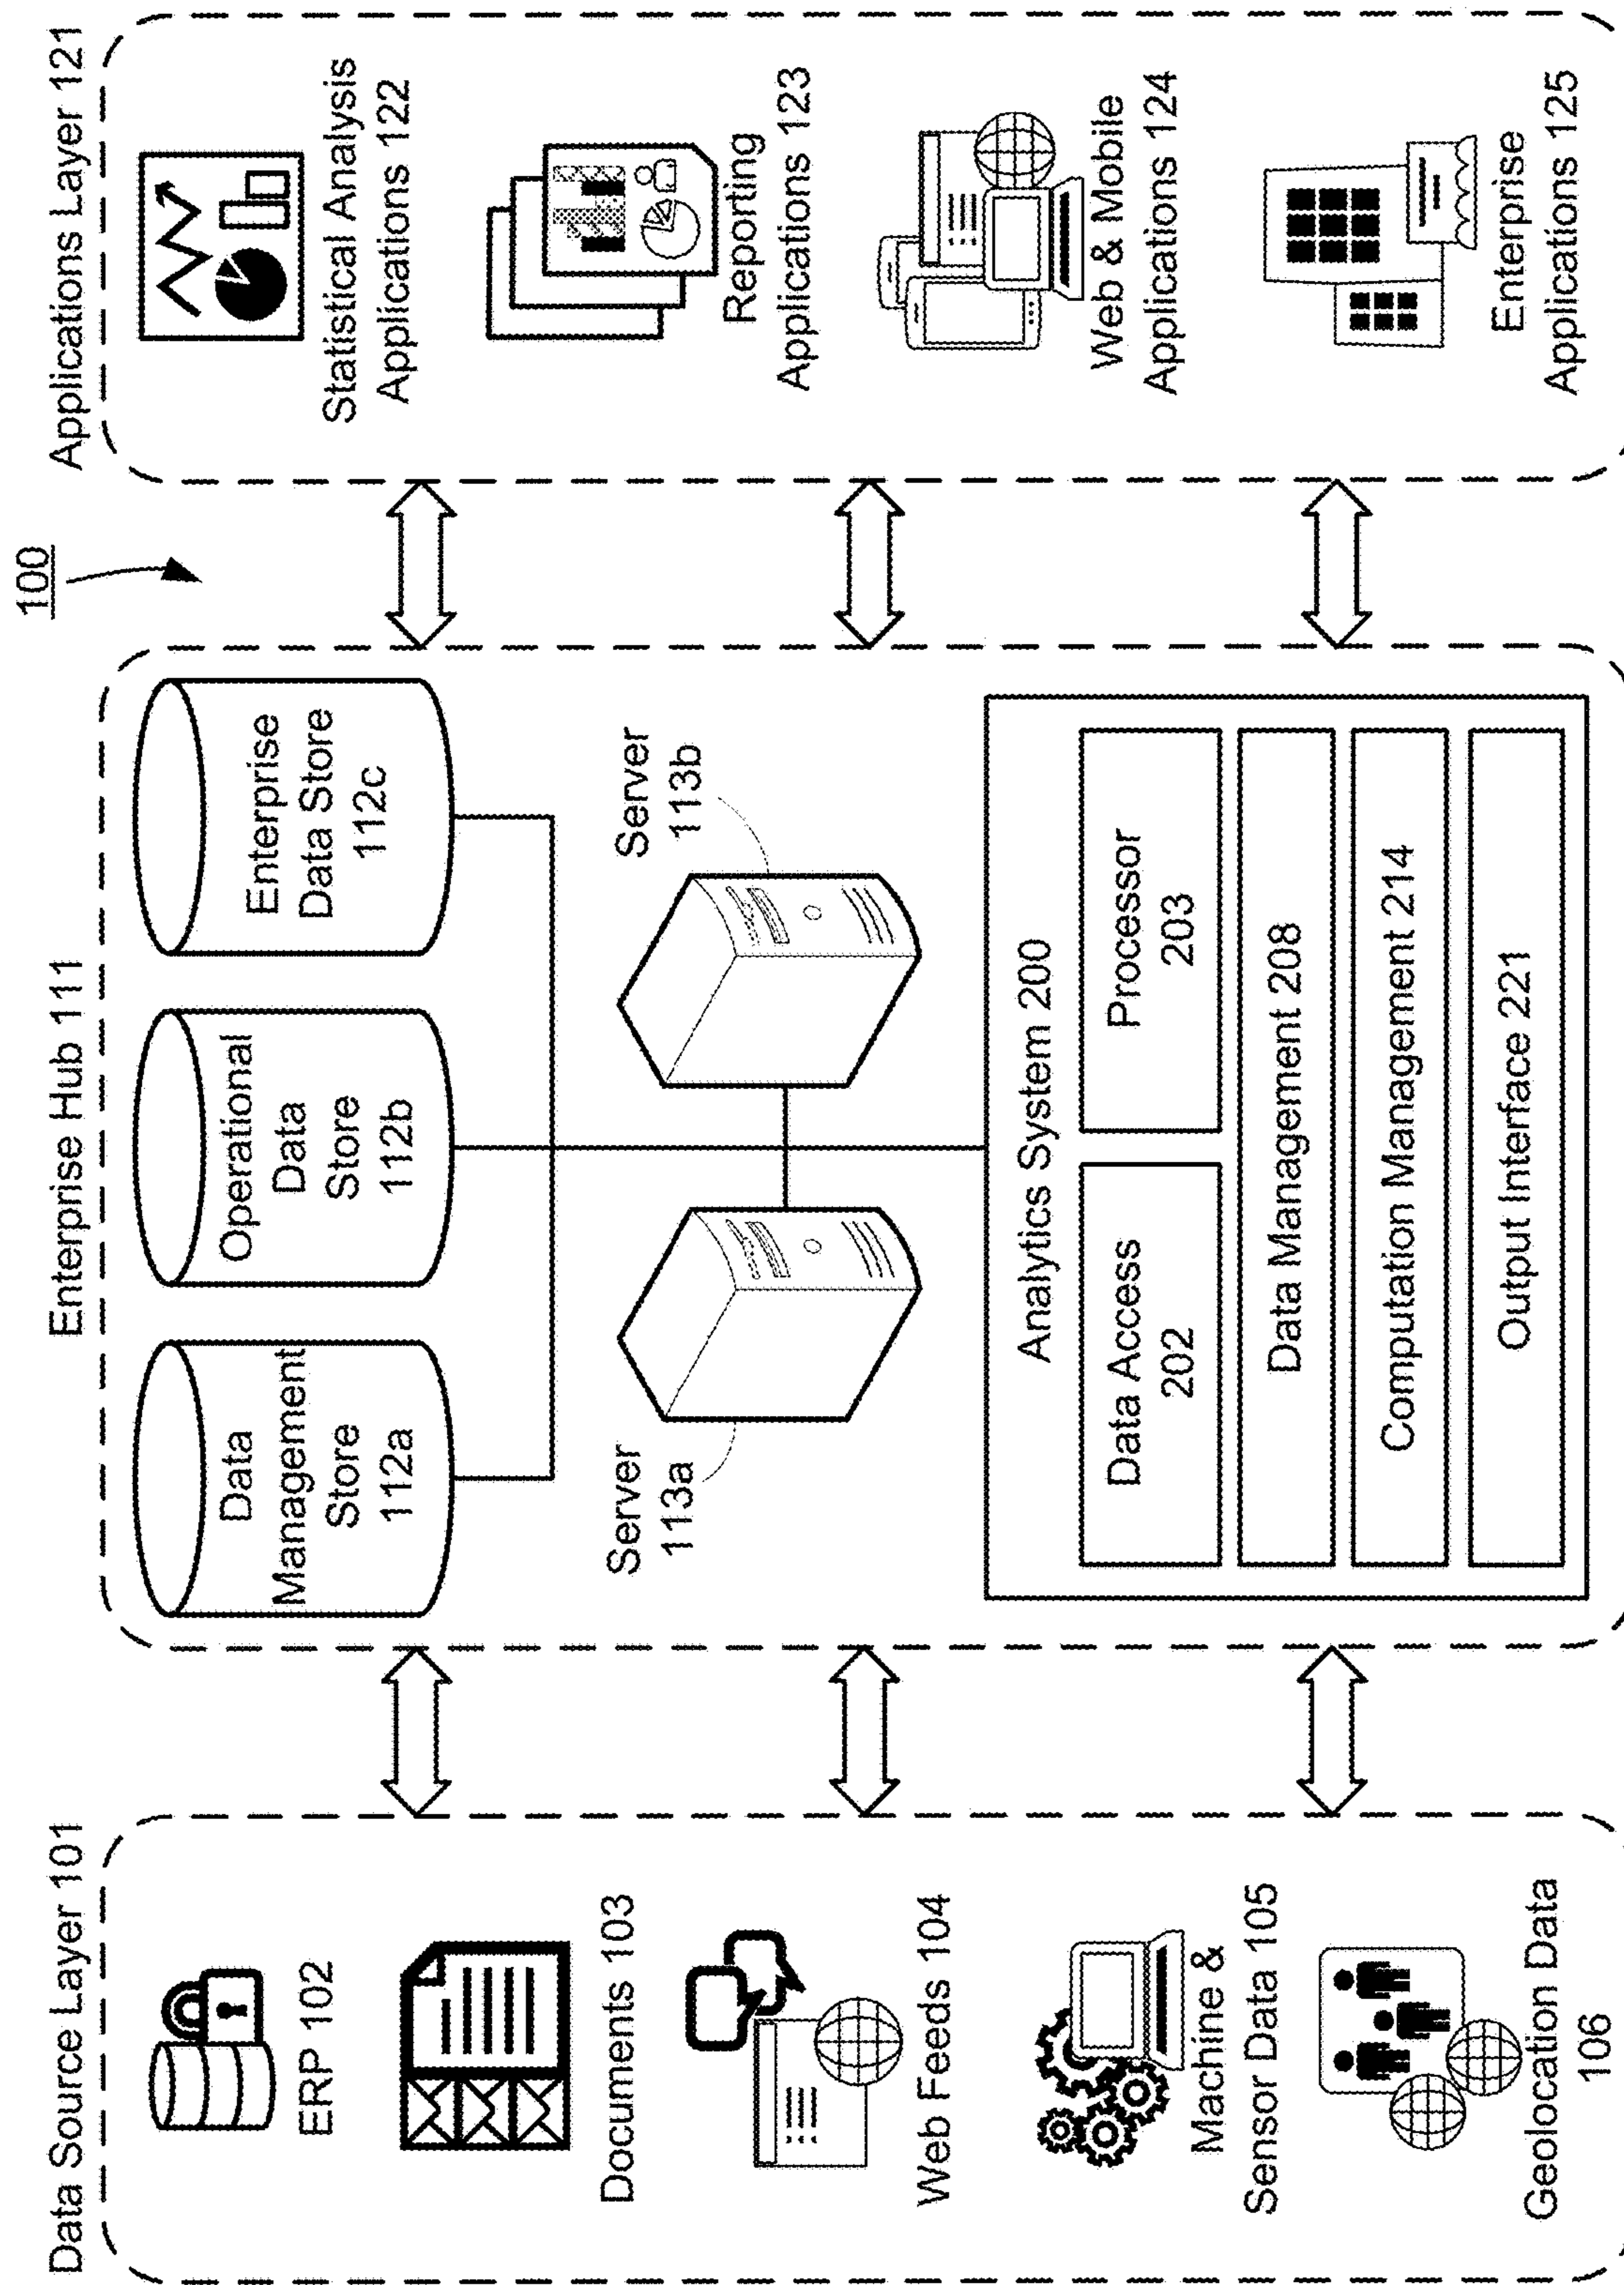 100
Data Source Layer 101
ERP 102
Documents 103
Web Feeds 104
Machine &
Sensor Data 105
Geolocation Data
106
Enterprise Hub 111
Data
Management
Store
112a
Operational
Data
Store
112b
Enterprise
Data Store
112c
Server
113a
Server
113b
Analytics System 200
Data Access
202
Processor
203
Data Management 208
Computation Management 214
Output Interface 221
Applications Layer 121
Statistical Analysis
Applications 122
Reporting
Applications 123
Web & Mobile
Applications 124
Enterprise
Applications 125